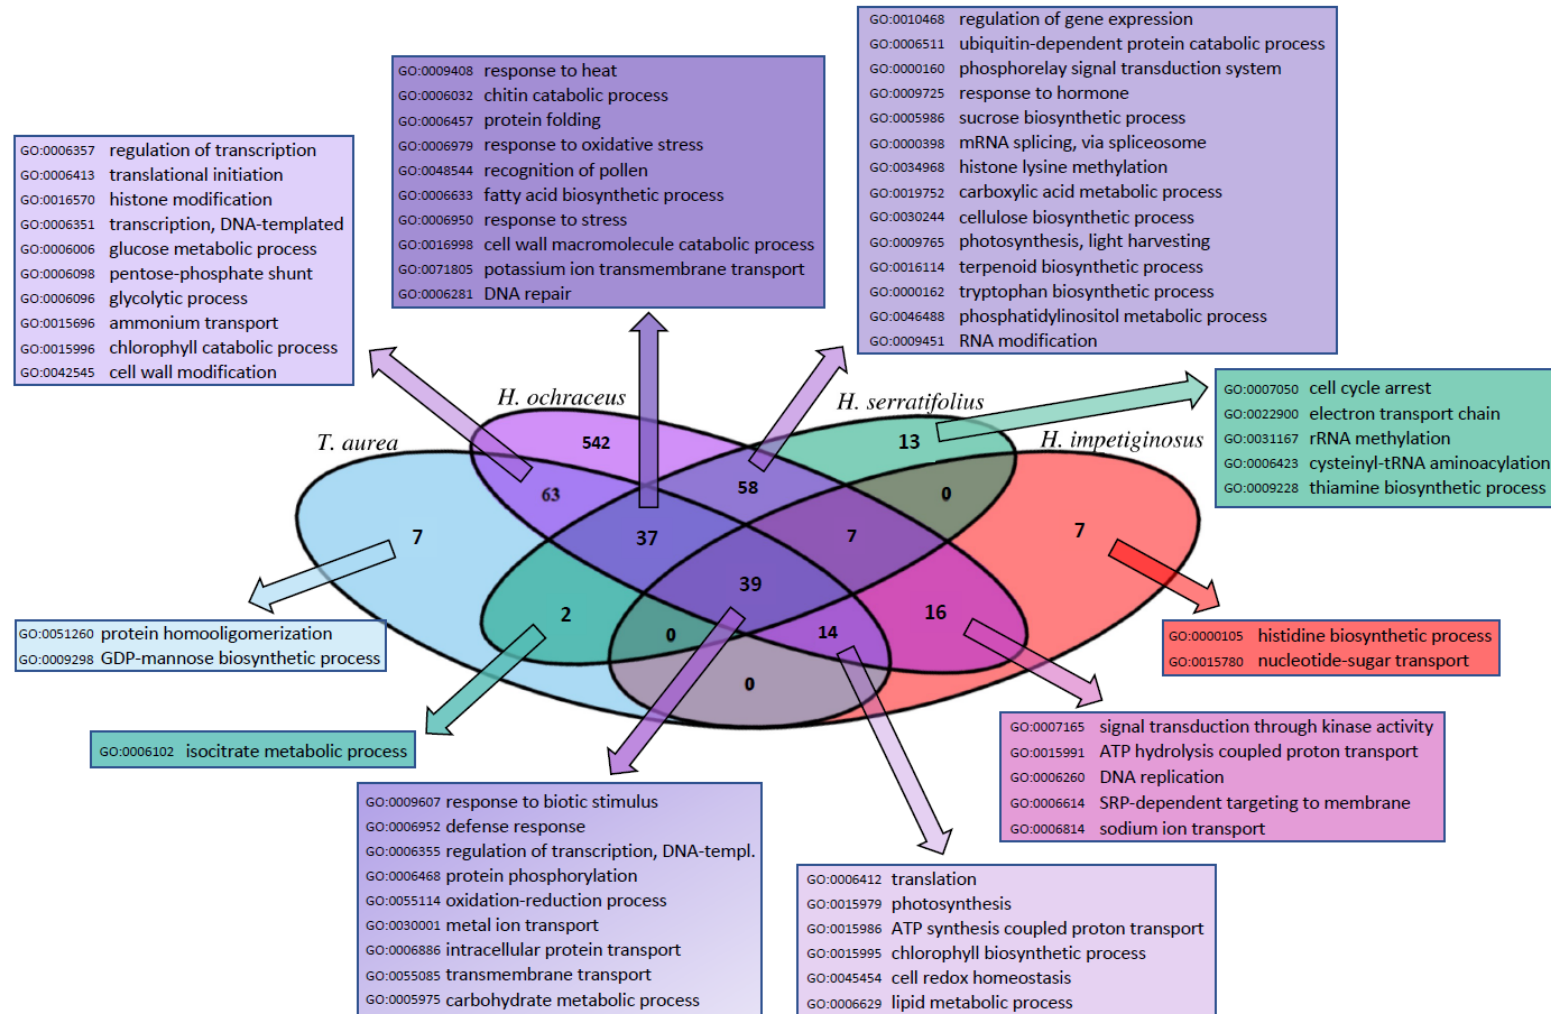 GO:0010468 regulation of gene expression
GO:0006511 ubiquitin-dependent protein catabolic process
GO:0000160 phosphorelay signal transduction system
GO:0009725 response to hormone
GO:0005986 sucrose biosynthetic process
GO:0000398 mRNA splicing, via spliceosome
GO:0034968 histone lysine methylation
GO:0019752 carboxylic acid metabolic process
GO:0030244 cellulose biosynthetic process
GO:0009765 photosynthesis, light harvesting
GO:0016114 terpenoid biosynthetic process
GO:0000162 tryptophan biosynthetic process
GO:0046488 phosphatidylinositol metabolic process
GO:0009451 RNA modification
GO:0009408 response to heat
GO:0006032 chitin catabolic process
GO:0006457 protein folding
GO:0006979 response to oxidative stress
GO:0048544 recognition of pollen
GO:0006633 fatty acid biosynthetic process
GO:0006950 response to stress
GO:0016998 cell wall macromolecule catabolic process
GO:0071805 potassium ion transmembrane transport
GO:0006281 DNA repair
GO:0006357 regulation of transcription
GO:0006413 translational initiation
GO:0016570 histone modification
GO:0006351 transcription, DNA-templated
GO:0006006 glucose metabolic process
GO:0006098 pentose-phosphate shunt
GO:0006096 glycolytic process
GO:0015696 ammonium transport
GO:0015996 chlorophyll catabolic process
GO:0042545 cell wall modification
GO:0007050 cell cycle arrest
GO:0022900 electron transport chain
GO:0031167 rRNA methylation
GO:0006423 cysteinyl-tRNA aminoacylation
GO:0009228 thiamine biosynthetic process
T. aurea
H. ochraceus
H. serratifolius
H. impetiginosus
542
13
63
58
0
7
37
7
7
39
2
0
14
16
0
GO:0051260 protein homooligomerization
GO:0009298 GDP-mannose biosynthetic process
GO:0000105 histidine biosynthetic process
GO:0015780 nucleotide-sugar transport
GO:0006102 isocitrate metabolic process
GO:0007165 signal transduction through kinase activity
GO:0015991 ATP hydrolysis coupled proton transport
GO:0006260 DNA replication
GO:0006614 SRP-dependent targeting to membrane
GO:0006814 sodium ion transport
GO:0009607 response to biotic stimulus
GO:0006952 defense response
GO:0006355 regulation of transcription, DNA-templ.
GO:0006468 protein phosphorylation
GO:0055114 oxidation-reduction process
GO:0030001 metal ion transport
GO:0006886 intracellular protein transport
GO:0055085 transmembrane transport
GO:0005975 carbohydrate metabolic process
GO:0006412 translation
GO:0015979 photosynthesis
GO:0015986 ATP synthesis coupled proton transport
GO:0015995 chlorophyll biosynthetic process
GO:0045454 cell redox homeostasis
GO:0006629 lipid metabolic process